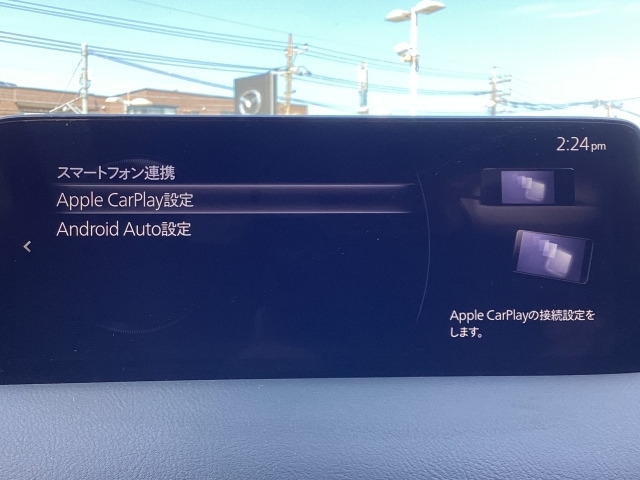 2:24pm
スマートフォン連携
Apple CarPlay設定
Android Auto設定
Apple CarPlayの接続設定を
します。